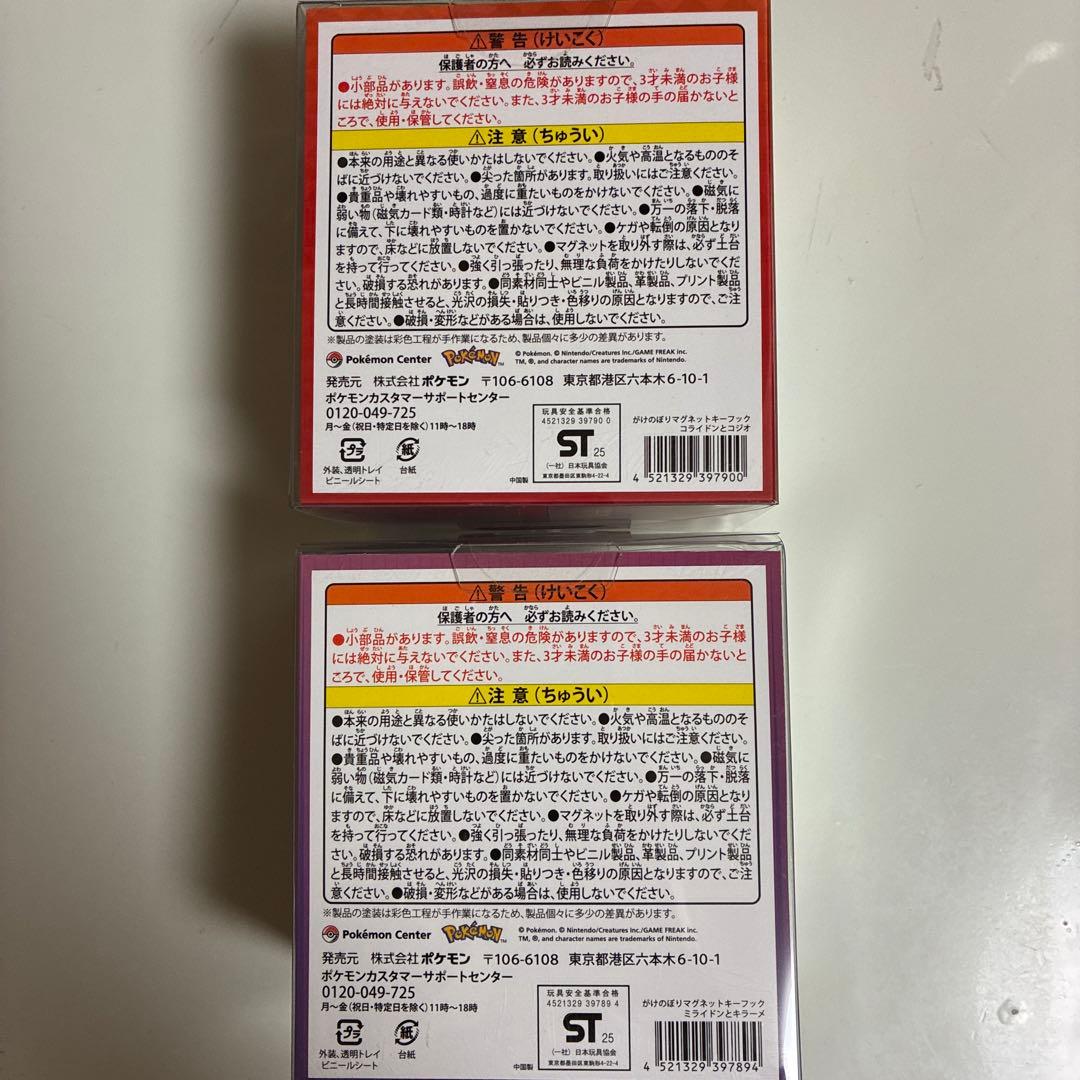 ⚠警告(けいこく)
保護者の方へ 必ずお読みください。
●小部品があります。誤飲・窒息の危険がありますので、3才未満のお子様
には絶対に与えないでください。また、3才未満のお子様の手の届かないと
ころで、使用・保管してください。
⚠注意(ちゅうい)
●本来の用途と異なる使いかたはしないでください。●火気や高温となるもののそ
ばに近づけないでください。●尖った箇所があります。取り扱いにはご注意ください。
●貴重品や壊れやすいもの、過度に重たいものをかけないでください。●磁気に
弱い物(磁気カード類・時計など)には近づけないでください。●万一の落下・脱落
に備えて、下に壊れやすいものを置かないでください。●ケガや転倒の原因となり
ますので、床などに放置しないでください。●マグネットを取り外す際は、必ず土台
を持って行ってください。●強く引っ張ったり、無理な負荷をかけたりしないでくだ
さい。破損する恐れがあります。●同素材同士やビニル製品、革製品、プリント製品
と長時間接触させると、光沢の損失・貼りつき・色移りの原因となりますので、ご注
意ください。●破損・変形などがある場合は、使用しないでください。
※製品の塗装は彩色工程が手作業になるため、製品個々に多少の差異があります。
Pokémon Center POKÉMON ©Pokémon. ©Nintendo/Creatures Inc./GAME FREAK inc.
TM, ®, and character names are trademarks of Nintendo.
発売元 株式会社ポケモン 〒106-6108 東京都港区六本木6-10-1
ポケモンカスタマーサポートセンター
0120-049-725
月～金(祝日・特定日を除く)11時～18時
プラ
外装、透明トレイ
ビニールシート
紙
台紙
中国製
玩具安全基準合格
4521329 39790 0
ST 25
(一社)日本玩具協会
東京都墨田区東駒形4-22-4
がけのぼりマグネットキーフック
コライドンとコジオ
4 521329 397900
⚠警告(けいこく)
保護者の方へ 必ずお読みください。
●小部品があります。誤飲・窒息の危険がありますので、3才未満のお子様
には絶対に与えないでください。また、3才未満のお子様の手の届かないと
ころで、使用・保管してください。
⚠注意(ちゅうい)
●本来の用途と異なる使いかたはしないでください。●火気や高温となるもののそ
ばに近づけないでください。●尖った箇所があります。取り扱いにはご注意ください。
●貴重品や壊れやすいもの、過度に重たいものをかけないでください。●磁気に
弱い物(磁気カード類・時計など)には近づけないでください。●万一の落下・脱落
に備えて、下に壊れやすいものを置かないでください。●ケガや転倒の原因となり
ますので、床などに放置しないでください。●マグネットを取り外す際は、必ず土台
を持って行ってください。●強く引っ張ったり、無理な負荷をかけたりしないでくだ
さい。破損する恐れがあります。●同素材同士やビニル製品、革製品、プリント製品
と長時間接触させると、光沢の損失・貼りつき・色移りの原因となりますので、ご注
意ください。●破損・変形などがある場合は、使用しないでください。
※製品の塗装は彩色工程が手作業になるため、製品個々に多少の差異があります。
Pokémon Center POKÉMON ©Pokémon. ©Nintendo/Creatures Inc./GAME FREAK inc.
TM, ®, and character names are trademarks of Nintendo.
発売元 株式会社ポケモン 〒106-6108 東京都港区六本木6-10-1
ポケモンカスタマーサポートセンター
0120-049-725
月～金(祝日・特定日を除く)11時～18時
プラ
外装、透明トレイ
ビニールシート
紙
台紙
中国製
玩具安全基準合格
4521329 39789 4
ST 25
(一社)日本玩具協会
東京都墨田区東駒形4-22-4
がけのぼりマグネットキーフック
ミライドンとキラーメ
4 521329 397894